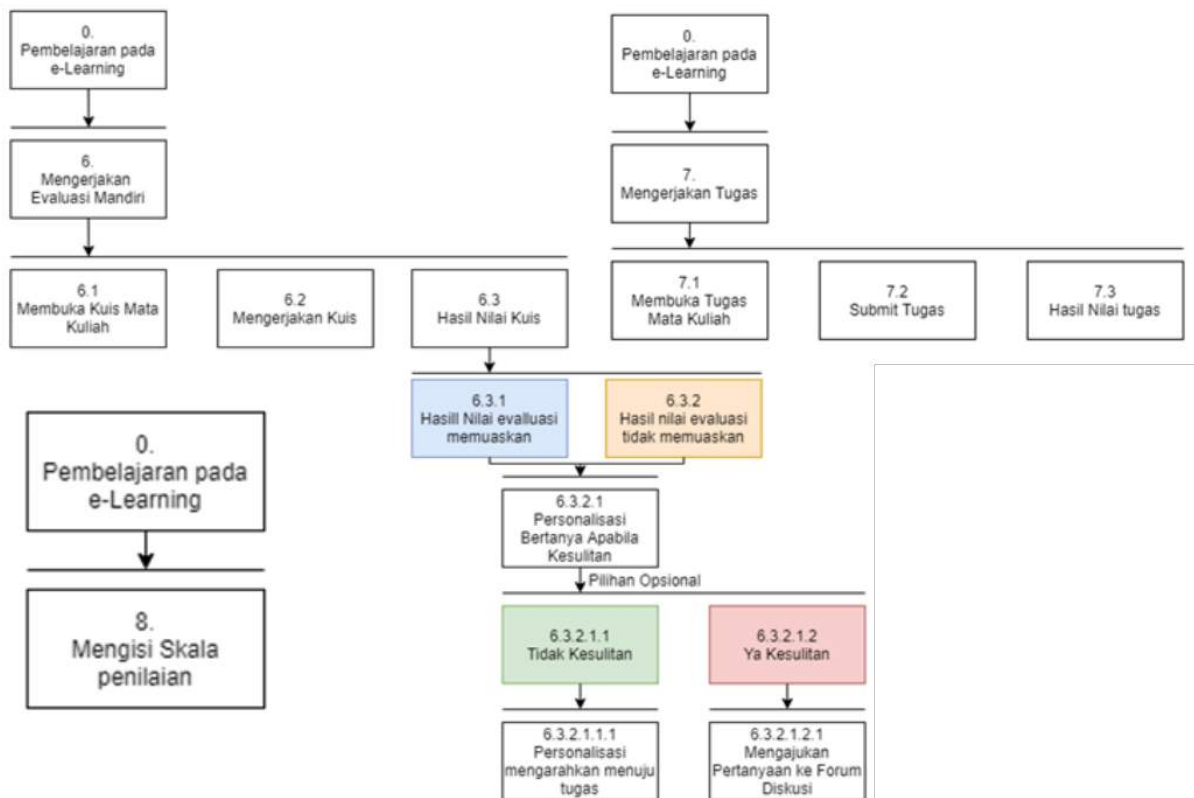 0.
Pembelajaran pada
e-Learning
6.
Mengerjakan
Evaluasi Mandiri
6.1
Membuka Kuis Mata
Kuliah
6.2
Mengerjakan Kuis
6.3
Hasil Nilai Kuis
6.3.1
Hasill Nilai evalluasi
memuaskan
6.3.2
Hasil nilai evaluasi
tidak memuaskan
6.3.2.1
Personalisasi
Bertanya Apabila
Kesulitan
Pilihan Opsional
6.3.2.1.1
Tidak Kesulitan
6.3.2.1.2
Ya Kesulitan
6.3.2.1.1.1
Personalisasi
mengarahkan menuju
tugas
6.3.2.1.2.1
Mengajukan
Pertanyaan ke Forum
Diskusi
0.
Pembelajaran pada
e-Learning
7.
Mengerjakan Tugas
7.1
Membuka Tugas
Mata Kuliah
7.2
Submit Tugas
7.3
Hasil Nilai tugas
0.
Pembelajaran pada
e-Learning
8.
Mengisi Skala
penilaian